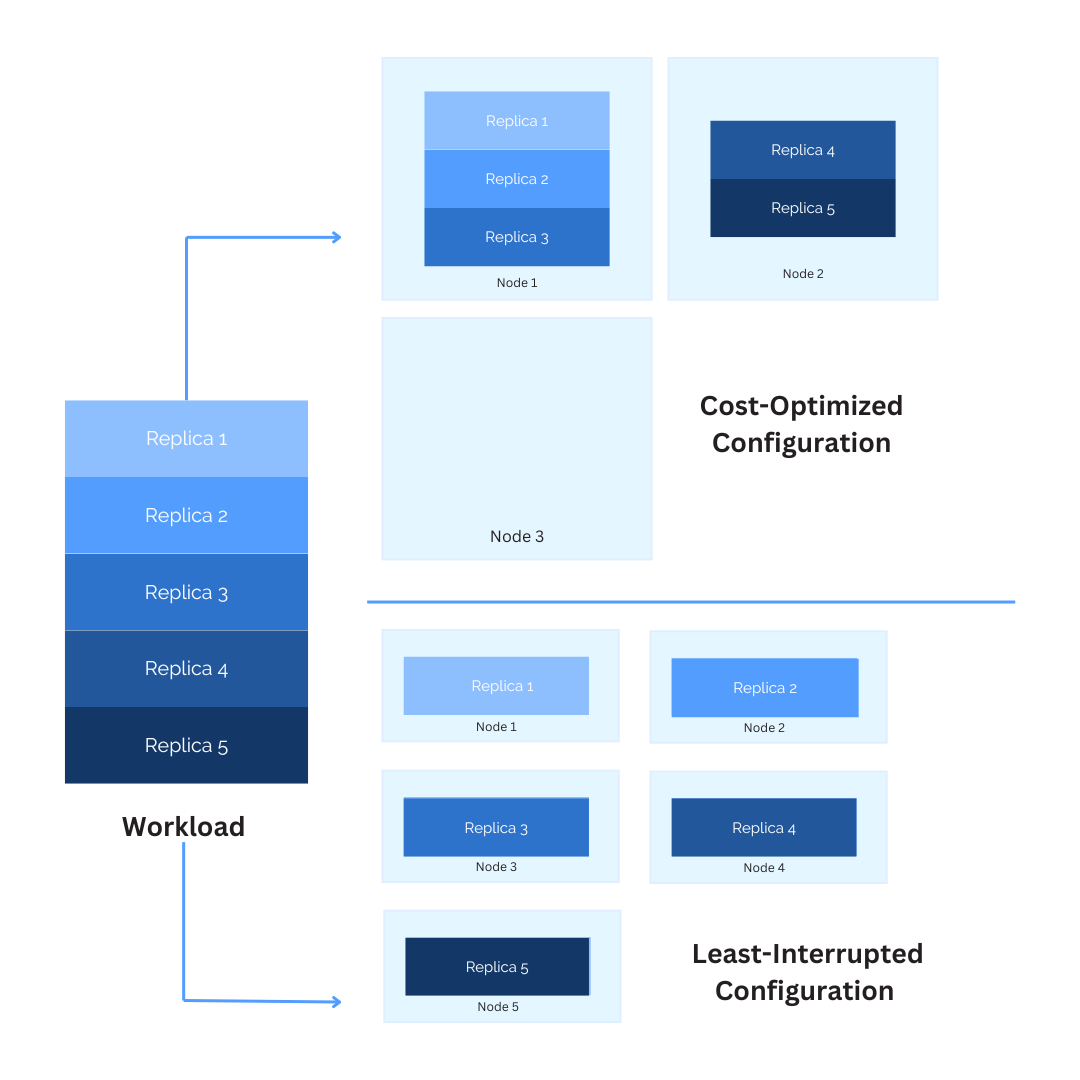 Replica 1
Replica 2
Replica 3
Node 1
Replica 4
Replica 5
Node 2
Node 3
Cost-Optimized
Configuration
Replica 1
Replica 2
Replica 3
Replica 4
Replica 5
Workload
Replica 1
Node 1
Replica 2
Node 2
Replica 3
Node 3
Replica 4
Node 4
Replica 5
Node 5
Least-Interrupted
Configuration